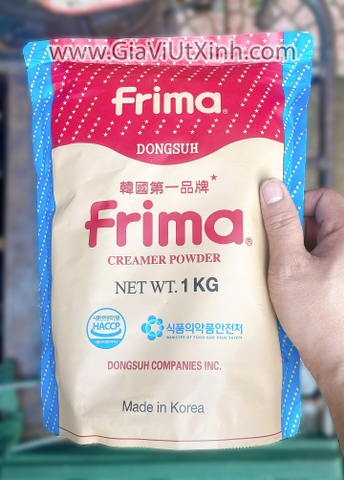 www.GiaViUtXinh.com
Frima®
DONGSUH
韓國第一品牌★
Frima®
CREAMER POWDER
NET WT. 1 KG
HACCP
식품의약품안전처
MINISTRY OF FOOD AND DRUG SAFETY
DONGSUH COMPANIES INC.
Made in Korea